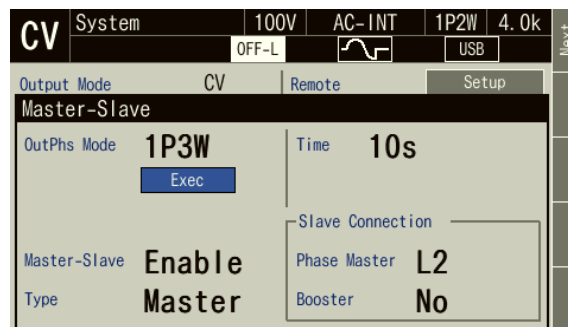 CV System 100V AC-INT 1P2W 4.0k
OFF-L USB
Next
Output Mode CV Remote Setup
Master-Slave
OutPhs Mode 1P3W Time 10s
Exec
Slave Connection
Master-Slave Enable Phase Master L2
Type Master Booster No